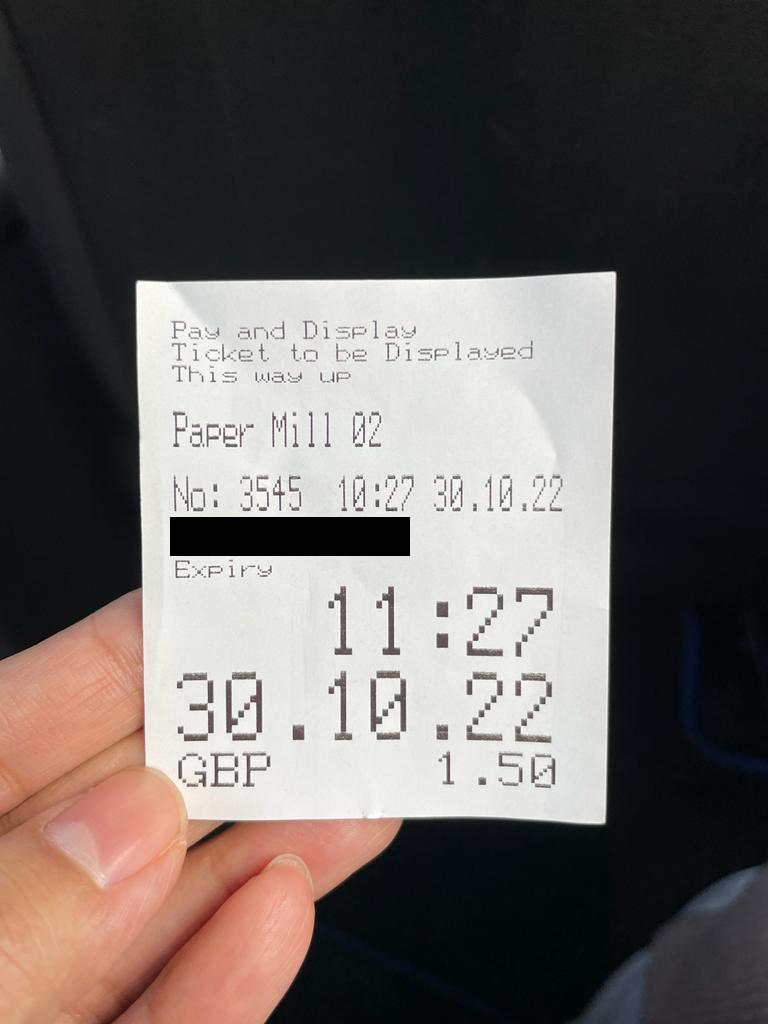 Pay and Display
Ticket to be Displayed
This way up
Paper Mill 02
No: 3545 10:27 30.10.22
Expiry
11:27
30.10.22
GBP 1.50